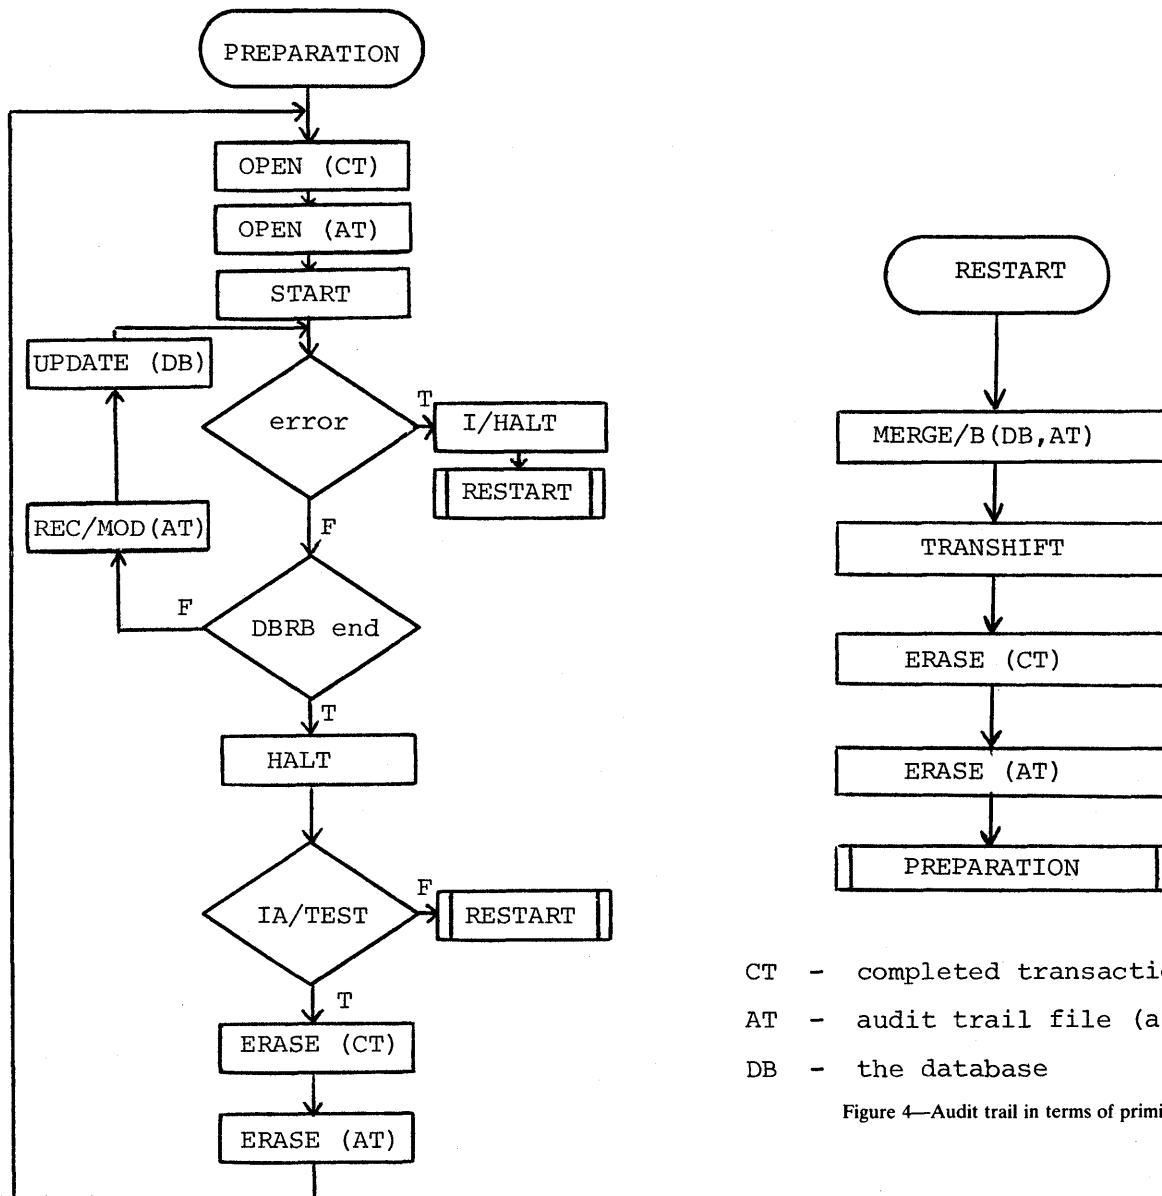 PREPARATION
OPEN (CT)
OPEN (AT)
START
UPDATE (DB)
error
T
I/HALT
RESTART
REC/MOD(AT)
F
DBRB end
F
T
HALT
IA/TEST
F
RESTART
T
ERASE (CT)
ERASE (AT)
RESTART
MERGE/B(DB,AT)
TRANSHIFT
ERASE (CT)
ERASE (AT)
PREPARATION
CT - completed transacti
AT - audit trail file (a
DB - the database
Figure 4—Audit trail in terms of primi